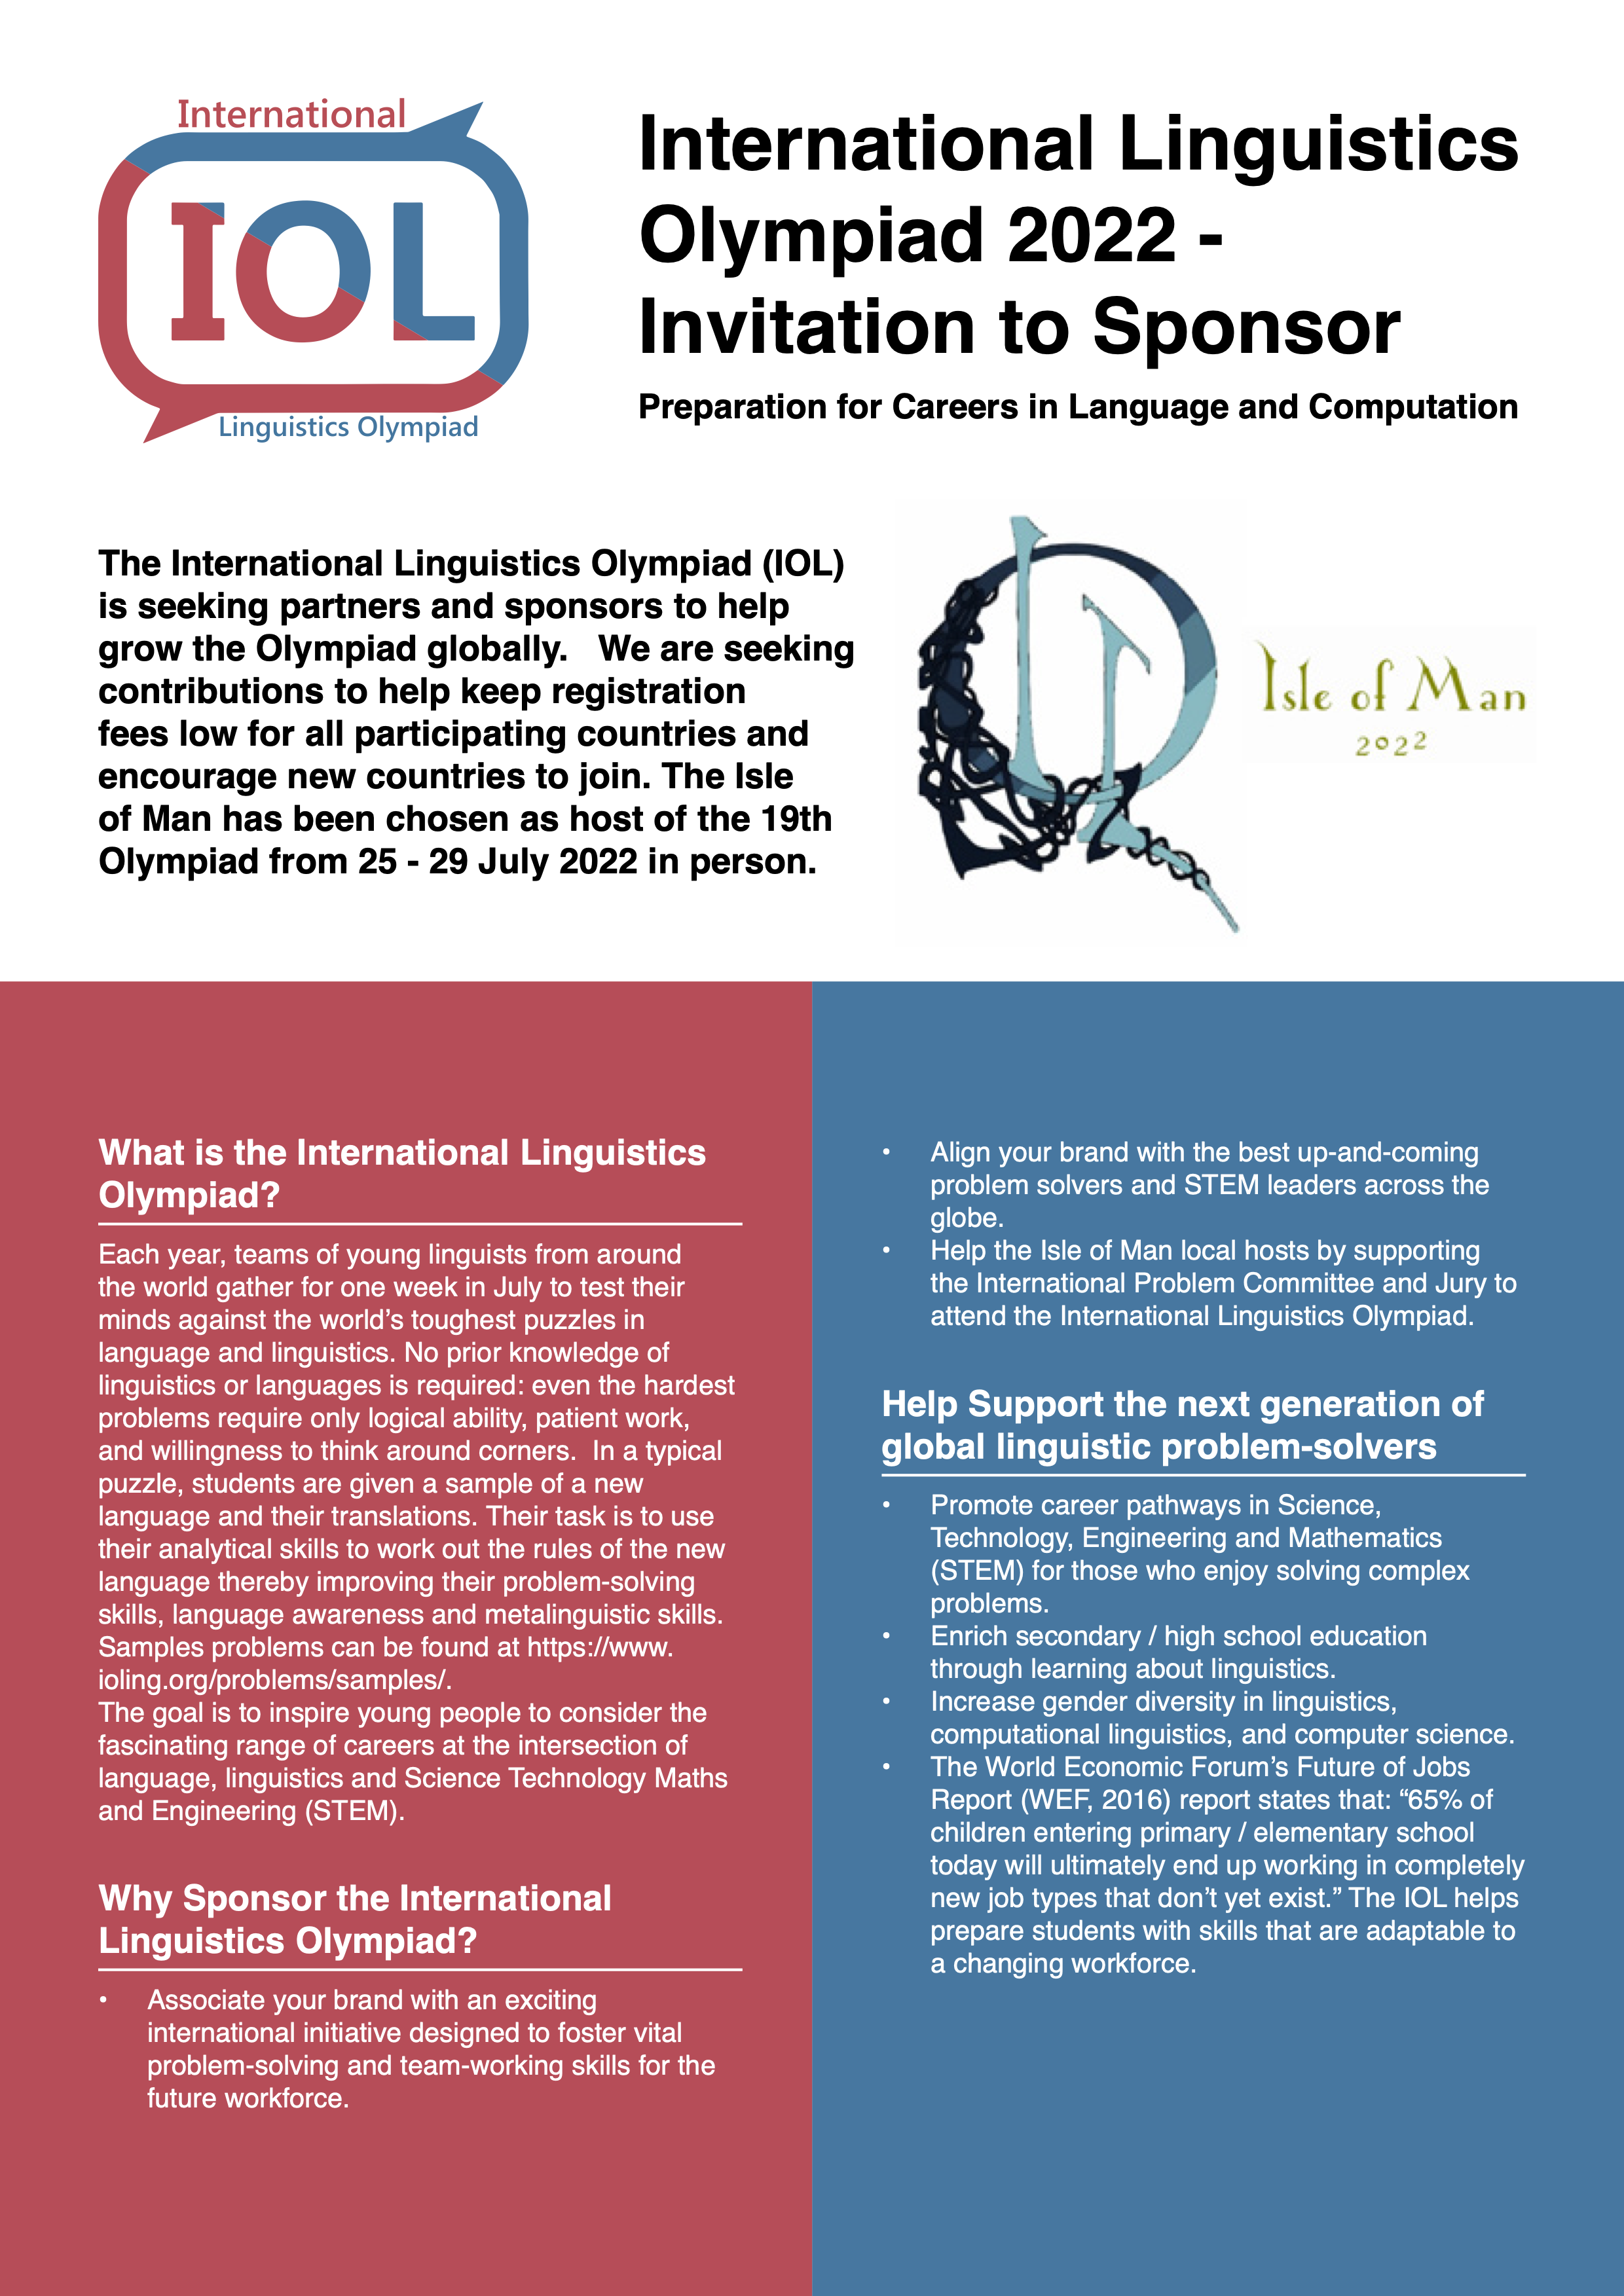 International
IOL
Linguistics Olympiad
International Linguistics
Olympiad 2022 -
Invitation to Sponsor
Preparation for Careers in Language and Computation
The International Linguistics Olympiad (IOL)
is seeking partners and sponsors to help
grow the Olympiad globally.   We are seeking
contributions to help keep registration
fees low for all participating countries and
encourage new countries to join. The Isle
of Man has been chosen as host of the 19th
Olympiad from 25 - 29 July 2022 in person.
Isle of Man
2022
What is the International Linguistics
Olympiad?
Each year, teams of young linguists from around
the world gather for one week in July to test their
minds against the world’s toughest puzzles in
language and linguistics. No prior knowledge of
linguistics or languages is required: even the hardest
problems require only logical ability, patient work,
and willingness to think around corners.  In a typical
puzzle, students are given a sample of a new
language and their translations. Their task is to use
their analytical skills to work out the rules of the new
language thereby improving their problem-solving
skills, language awareness and metalinguistic skills.
Samples problems can be found at https://www.
ioling.org/problems/samples/.
The goal is to inspire young people to consider the
fascinating range of careers at the intersection of
language, linguistics and Science Technology Maths
and Engineering (STEM).
Why Sponsor the International
Linguistics Olympiad?
• Associate your brand with an exciting
international initiative designed to foster vital
problem-solving and team-working skills for the
future workforce.
• Align your brand with the best up-and-coming
problem solvers and STEM leaders across the
globe.
• Help the Isle of Man local hosts by supporting
the International Problem Committee and Jury to
attend the International Linguistics Olympiad.
Help Support the next generation of
global linguistic problem-solvers
• Promote career pathways in Science,
Technology, Engineering and Mathematics
(STEM) for those who enjoy solving complex
problems.
• Enrich secondary / high school education
through learning about linguistics.
• Increase gender diversity in linguistics,
computational linguistics, and computer science.
• The World Economic Forum’s Future of Jobs
Report (WEF, 2016) report states that: “65% of
children entering primary / elementary school
today will ultimately end up working in completely
new job types that don’t yet exist.” The IOL helps
prepare students with skills that are adaptable to
a changing workforce.